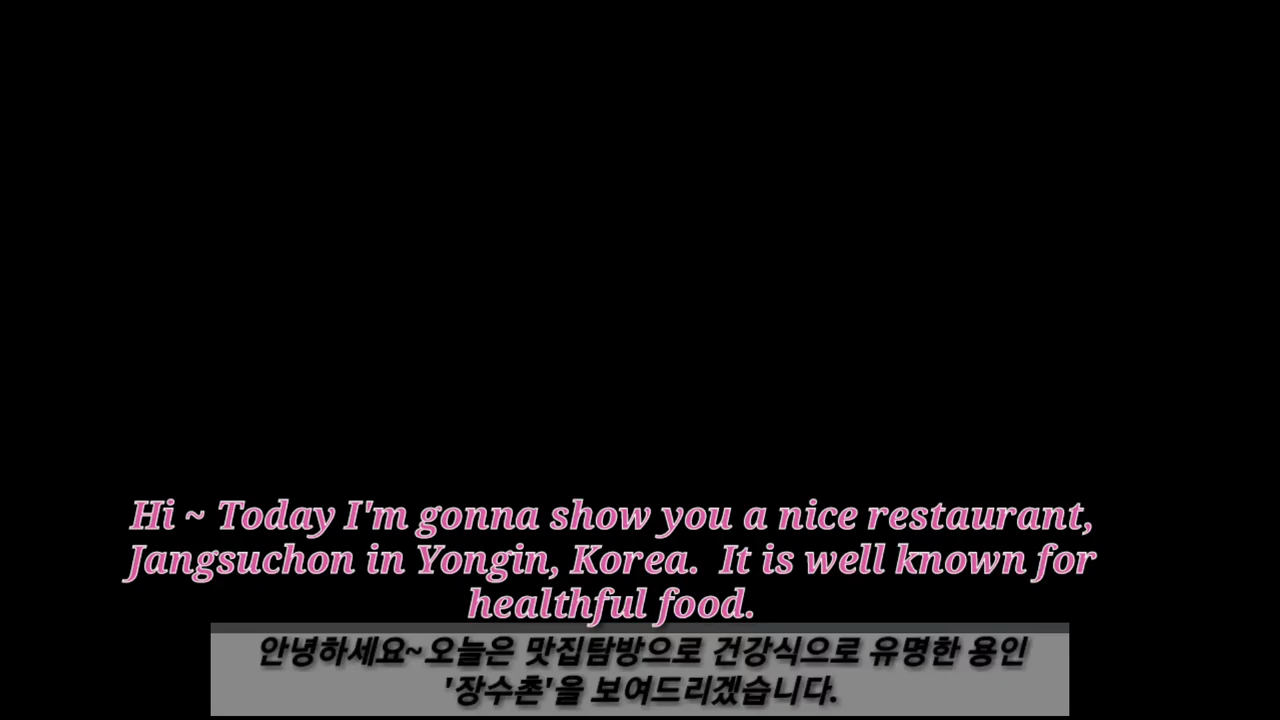 Hi ~ Today I'm gonna show you a nice restaurant,
Jangsuchon in Yongin, Korea.  It is well known for
healthful food.
안녕하세요~오늘은 맛집탐방으로 건강식으로 유명한 용인
'장수촌'을 보여드리겠습니다.